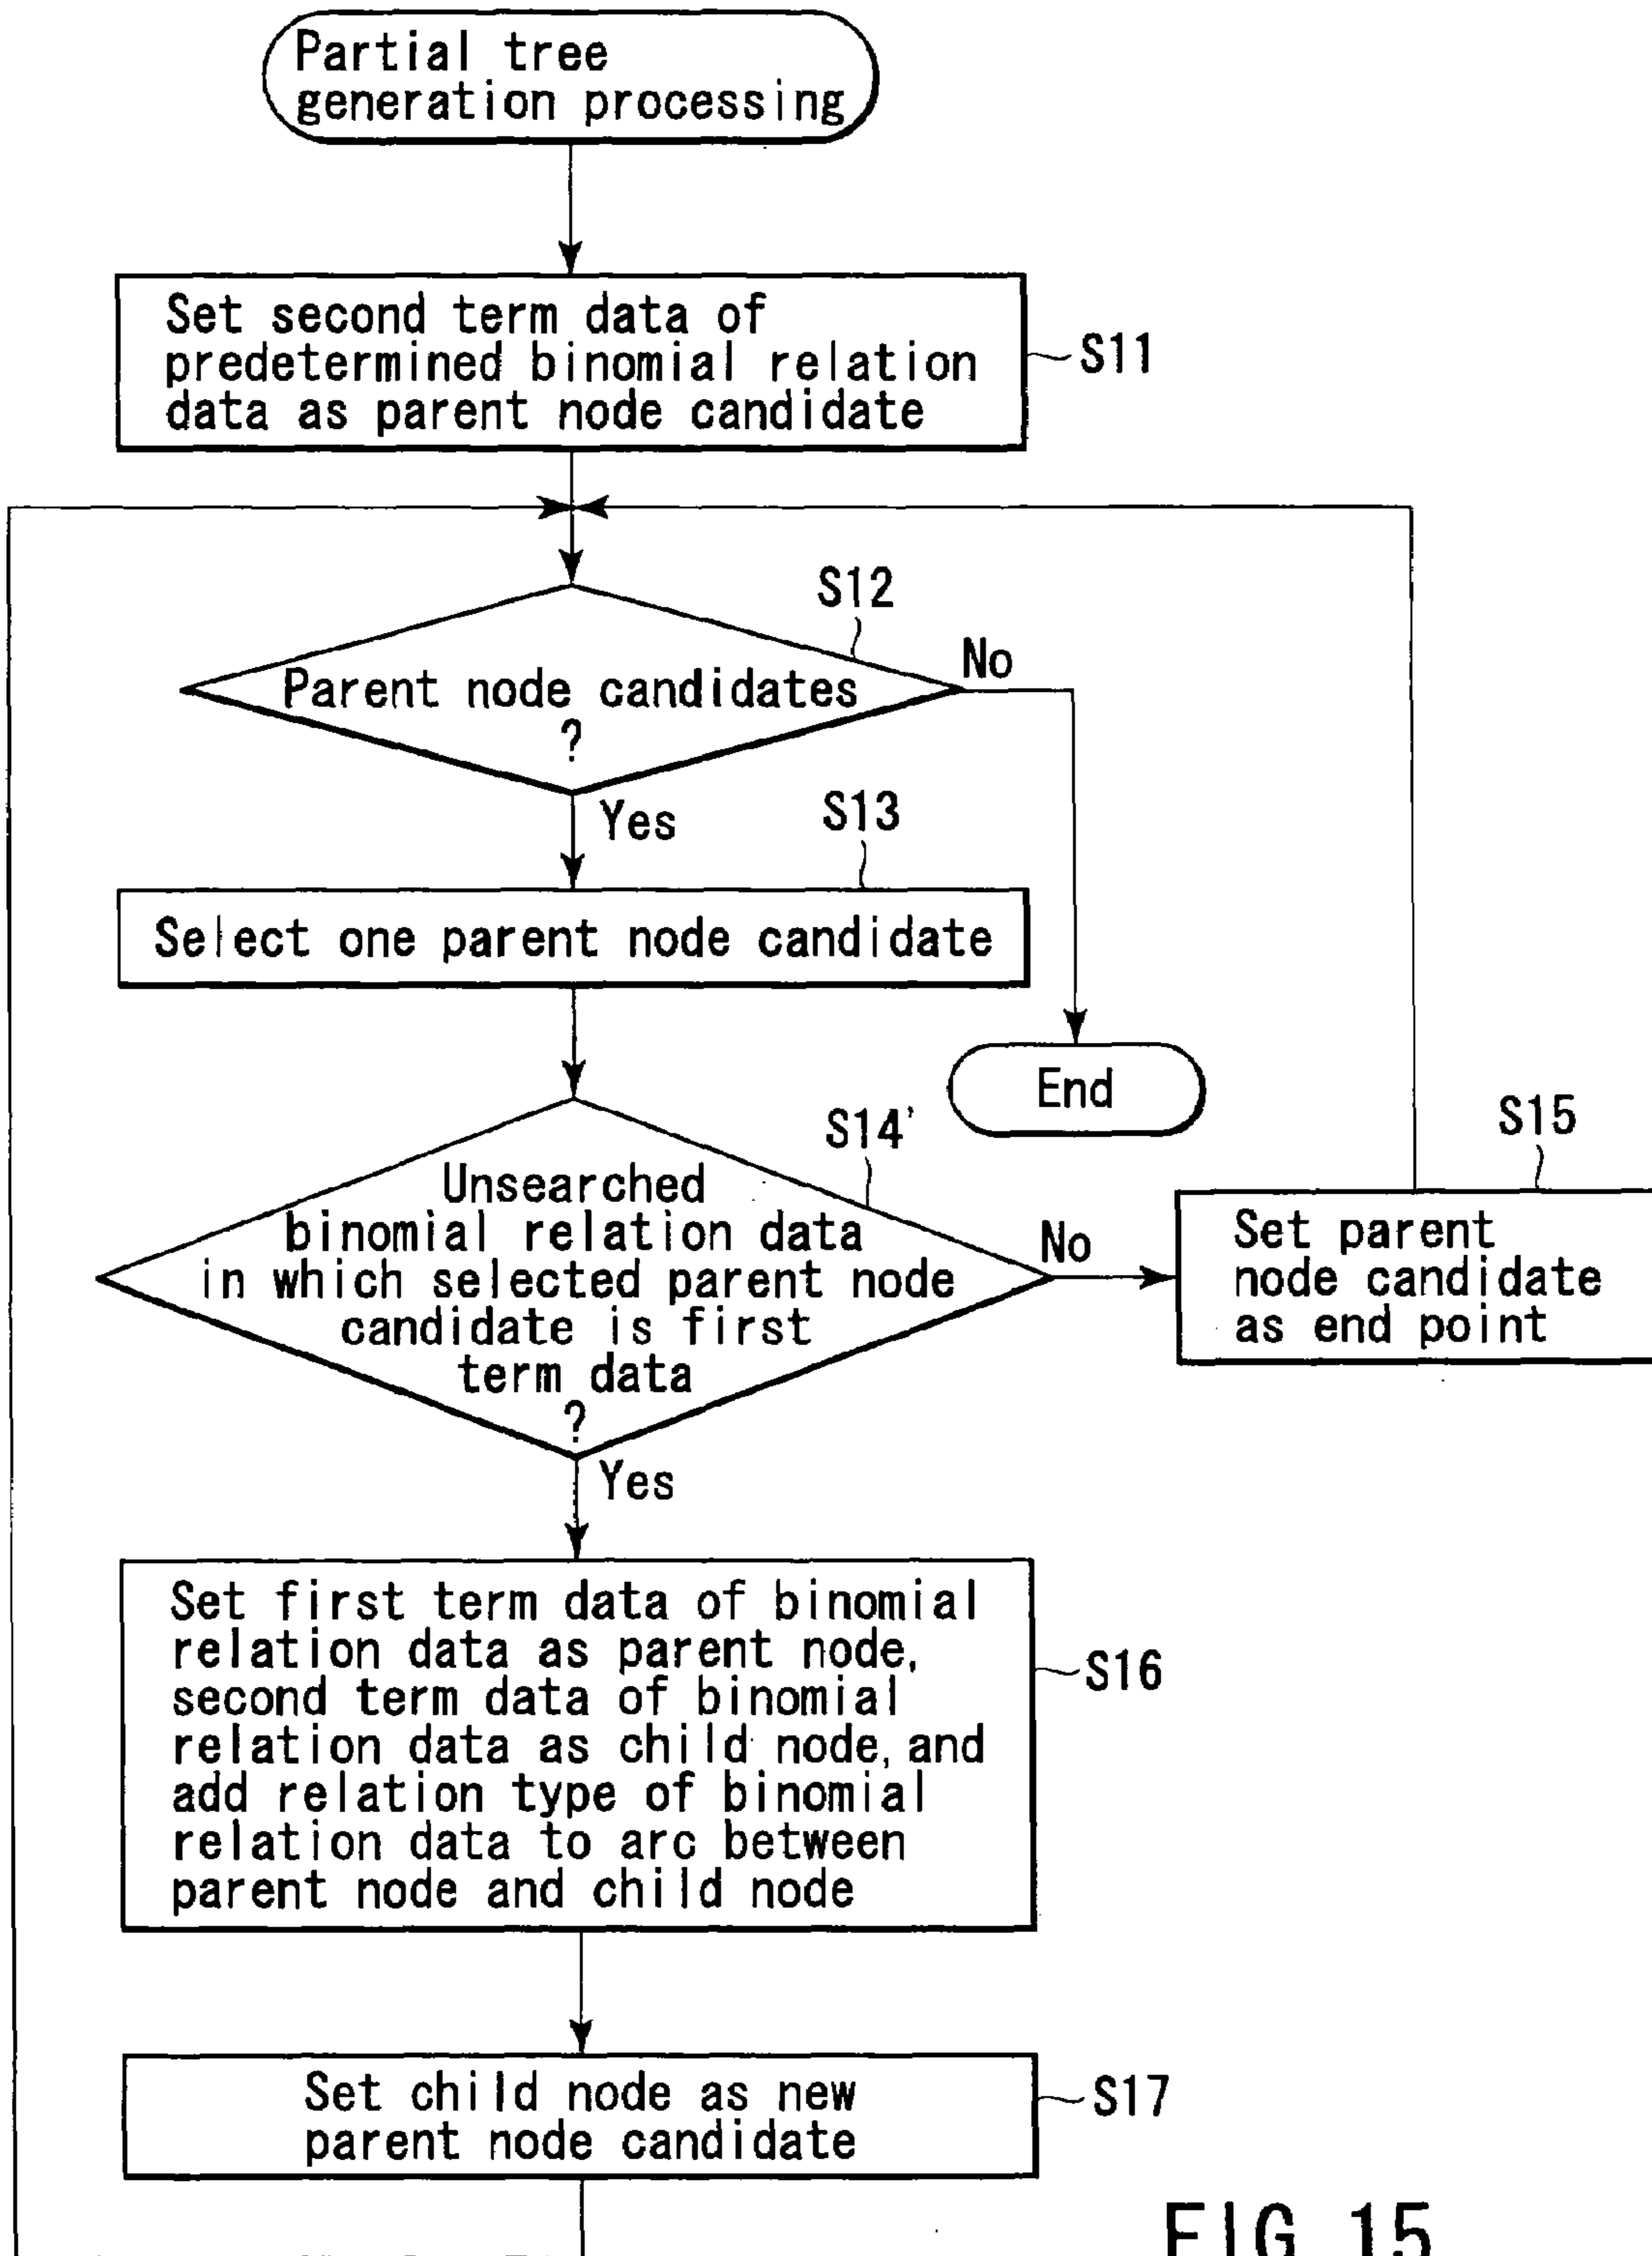 Partial tree
generation processing
Set second term data of
predetermined binomial relation
data as parent node candidate
S11
S12
Parent node candidates
?
No
Yes
S13
Select one parent node candidate
End
S14'
Unsearched
binomial relation data
in which selected parent node
candidate is first
term data
?
No
S15
Set parent
node candidate
as end point
Yes
Set first term data of binomial
relation data as parent node,
second term data of binomial
relation data as child node, and
add relation type of binomial
relation data to arc between
parent node and child node
S16
Set child node as new
parent node candidate
S17
FIG. 15